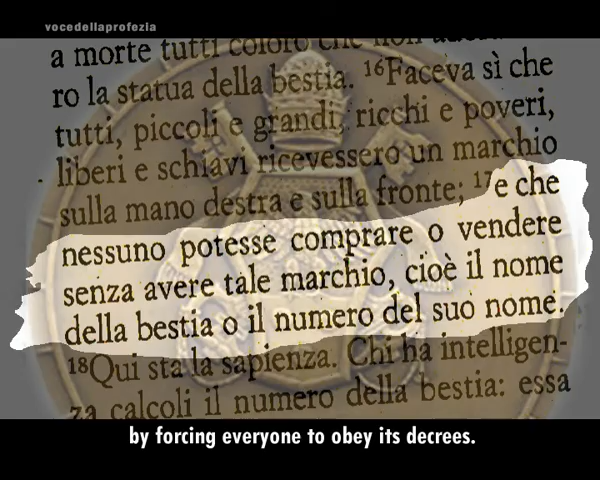 vocedellaprofezia
a morte tutti coloro che non
ro la statua della bestia. 16Faceva sì che
tutti, piccoli e grandi, ricchi e poveri,
liberi e schiavi ricevessero un marchio
sulla mano destra e sulla fronte; 17e che
nessuno potesse comprare o vendere
senza avere tale marchio, cioè il nome
della bestia o il numero del suo nome.
18Qui sta la sapienza. Chi ha intelligen-
za calcoli il numero della bestia: essa
by forcing everyone to obey its decrees.